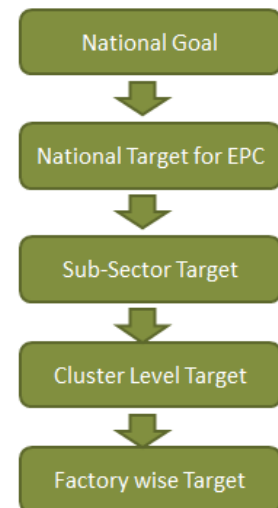 National Goal
National Target for EPC
Sub-Sector Target
Cluster Level Target
Factory wise Target